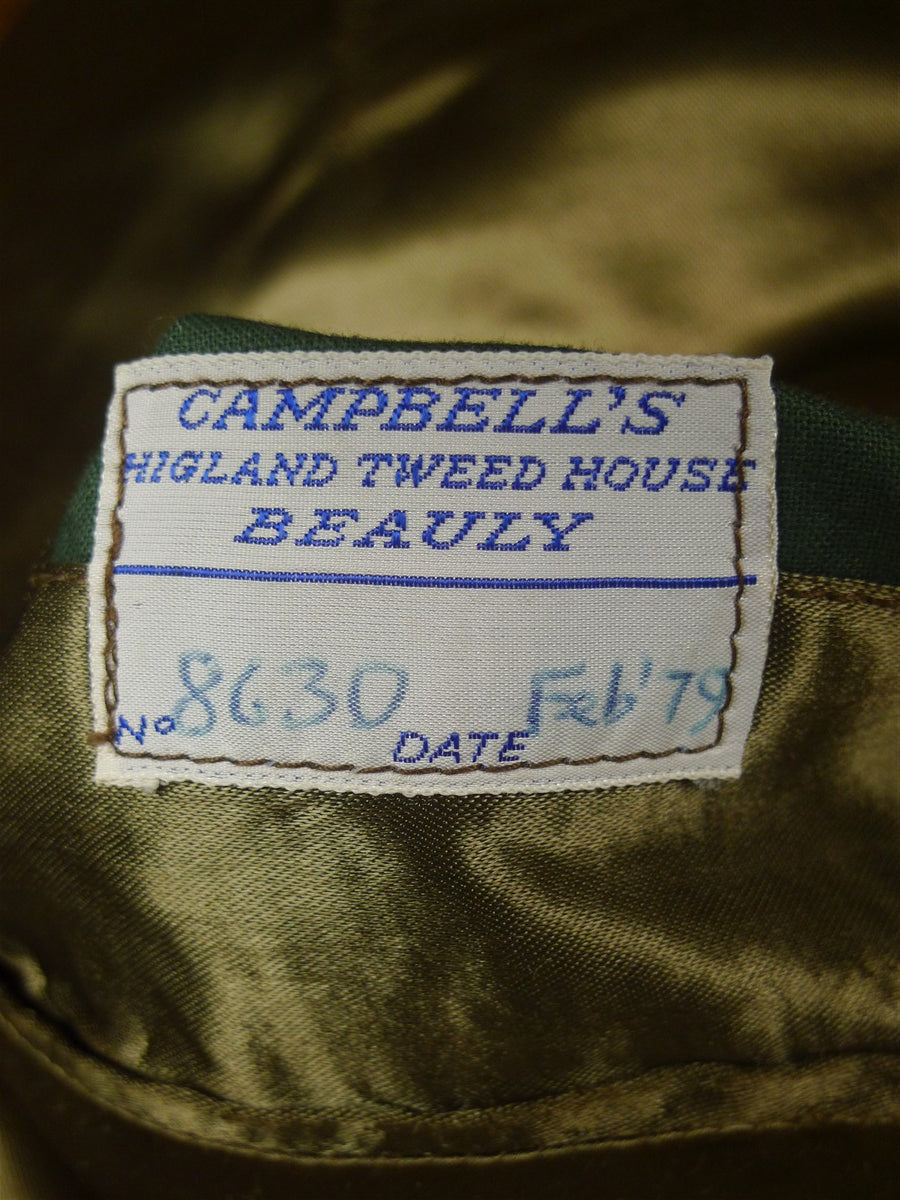 CAMPBELL'S
HIGLAND TWEED HOUSE
BEAULY
Nº 8630 DATE Feb '79